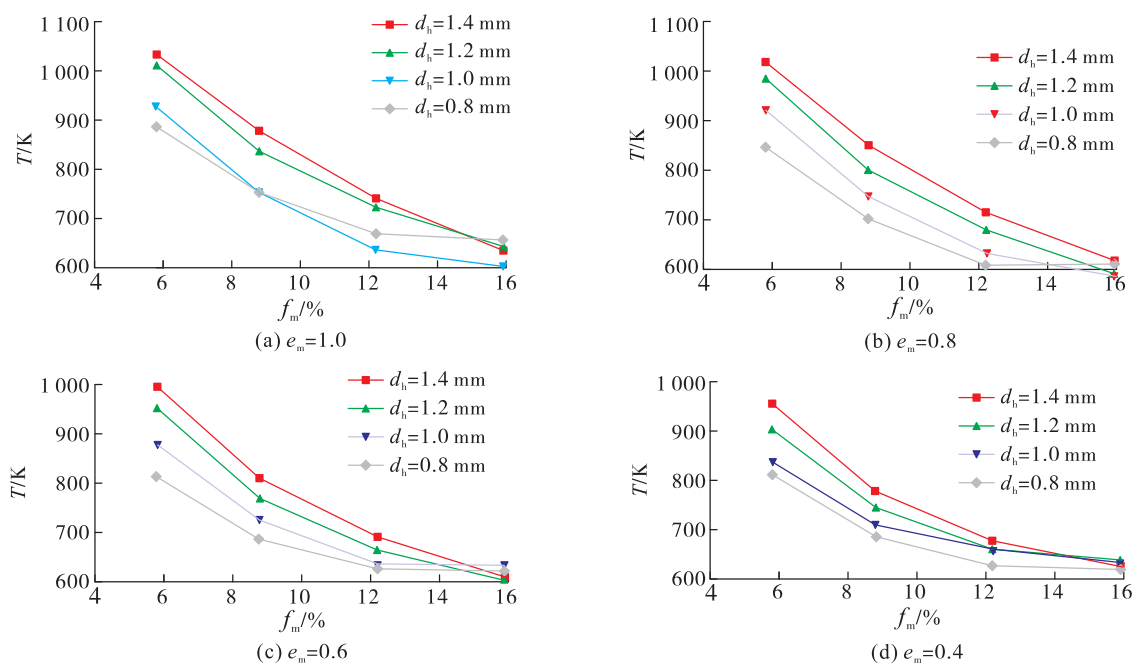 1 100
1 000
900
800
700
600
T/K
4
6
8
10
12
14
16
fm/%
dh=1.4 mm
dh=1.2 mm
dh=1.0 mm
dh=0.8 mm
(a) em=1.0
1 100
1 000
900
800
700
600
T/K
4
6
8
10
12
14
16
fm/%
dh=1.4 mm
dh=1.2 mm
dh=1.0 mm
dh=0.8 mm
(b) em=0.8
1 000
900
800
700
600
T/K
4
6
8
10
12
14
16
fm/%
dh=1.4 mm
dh=1.2 mm
dh=1.0 mm
dh=0.8 mm
(c) em=0.6
1 000
900
800
700
600
T/K
4
6
8
10
12
14
16
fm/%
dh=1.4 mm
dh=1.2 mm
dh=1.0 mm
dh=0.8 mm
(d) em=0.4